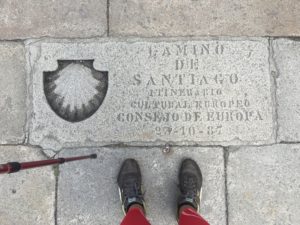 CAMINO
DE
SANTIAGO
ITINERARIO
CULTURAL EUROPEO
CONSEJO DE EUROPA
23-10-87